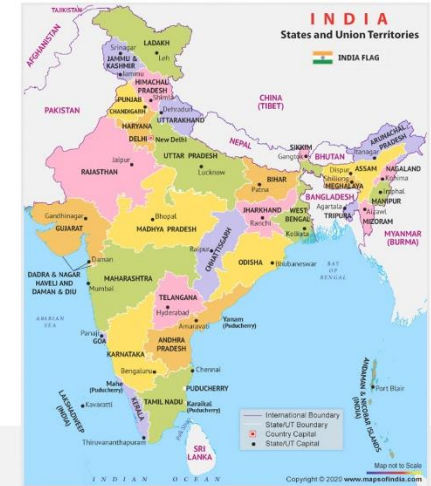 INDIA
States and Union Territories
INDIA FLAG
TAJIKISTAN
AFGHANISTAN
PAKISTAN
CHINA
(TIBET)
NEPAL
BHUTAN
BANGLADESH
MYANMAR
(BURMA)
SRI
LANKA
LADAKH
Leh
Srinagar
JAMMU &
KASHMIR
Jammu
HIMACHAL
PRADESH
Shimla
PUNJAB
CHANDIGARH
Dehradun
UTTARAKHAND
HARYANA
DELHI
New Delhi
RAJASTHAN
Jaipur
UTTAR PRADESH
Lucknow
SIKKIM
Gangtok
ARUNACHAL
PRADESH
Itanagar
Dispur
ASSAM
NAGALAND
Kohima
Shillong
MEGHALAYA
Imphal
MANIPUR
Agartala
TRIPURA
Aizawl
MIZORAM
BIHAR
Patna
JHARKHAND
Ranchi
WEST
BENGAL
Kolkata
Gandhinagar
GUJARAT
Bhopal
MADHYA PRADESH
CHHATTISGARH
Raipur
ODISHA
Bhubaneswar
Daman
DADRA & NAGAR
HAVELI AND
DAMAN & DIU
MAHARASHTRA
Mumbai
TELANGANA
Hyderabad
Amaravati
Yanam
(Puducherry)
ANDHRA
PRADESH
Panaji
GOA
KARNATAKA
Bengaluru
Chennai
Mahe
(Puducherry)
PUDUCHERRY
Karaikal
(Puducherry)
TAMIL NADU
KERALA
Thiruvananthapuram
LAKSHADWEEP
(INDIA)
Kavaratti
ANDAMAN &
NICOBAR ISLANDS
(INDIA)
Port Blair
ARABIAN
SEA
BAY
OF
BENGAL
INDIAN OCEAN
International Boundary
State/UT Boundary
Country Capital
State/UT Capital
Map not to Scale
Copyright © 2020 www.mapsofindia.com